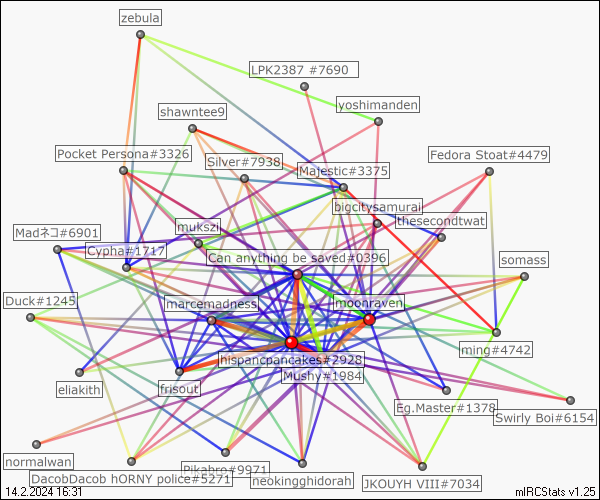 zebula
LPK2387 #7690
yoshimanden
shawntee9
Pocket Persona#3326
Silver#7938
Majestic#3375
Fedora Stoat#4479
bigcitysamurai
thesecondtwat
mukszi
Madネコ#6901
Cypha#1717
Can anything be saved#0396
somass
Duck#1245
marcemadness
moonraven
ming#4742
hispancpancakes#2928
Mushy#1984
eliakith
frisout
Eg.Master#1378
Swirly Boi#6154
normalwan
DacobDacob hORNY police#5271
Pikabro#9971
neokingghidorah
JKOUYH VIII#7034
14.2.2024 16:31
mIRCStats v1.25